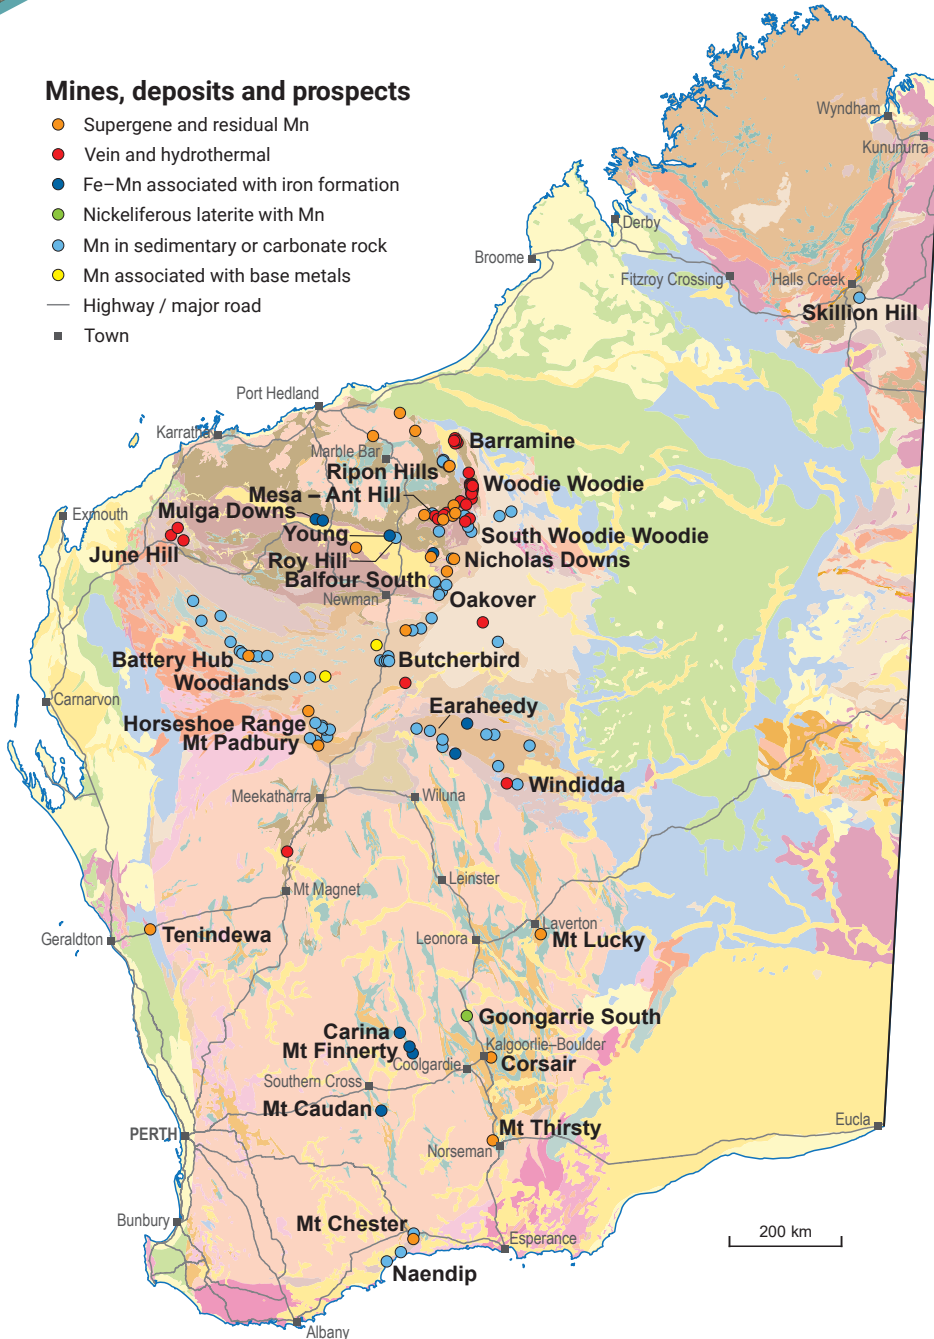 Mines, deposits and prospects
Supergene and residual Mn
Vein and hydrothermal
Fe–Mn associated with iron formation
Nickeliferous laterite with Mn
Mn in sedimentary or carbonate rock
Mn associated with base metals
Highway / major road
Town
Wyndham
Kununurra
Derby
Broome
Fitzroy Crossing
Halls Creek
Skillion Hill
Port Hedland
Karratha
Marble Bar
Barramine
Ripon Hills
Woodie Woodie
Mesa – Ant Hill
Mulga Downs
Exmouth
Young
South Woodie Woodie
June Hill
Roy Hill
Nicholas Downs
Balfour South
Newman
Oakover
Battery Hub
Butcherbird
Woodlands
Carnarvon
Earaheedy
Horseshoe Range
Mt Padbury
Windidda
Meekatharra
Wiluna
Leinster
Mt Magnet
Laverton
Tenindewa
Geraldton
Leonora
Mt Lucky
Goongarrie South
Carina
Kalgoorlie–Boulder
Mt Finnerty
Coolgardie
Corsair
Southern Cross
Mt Caudan
Eucla
Mt Thirsty
PERTH
Norseman
Bunbury
Mt Chester
Esperance
200 km
Naendip
Albany